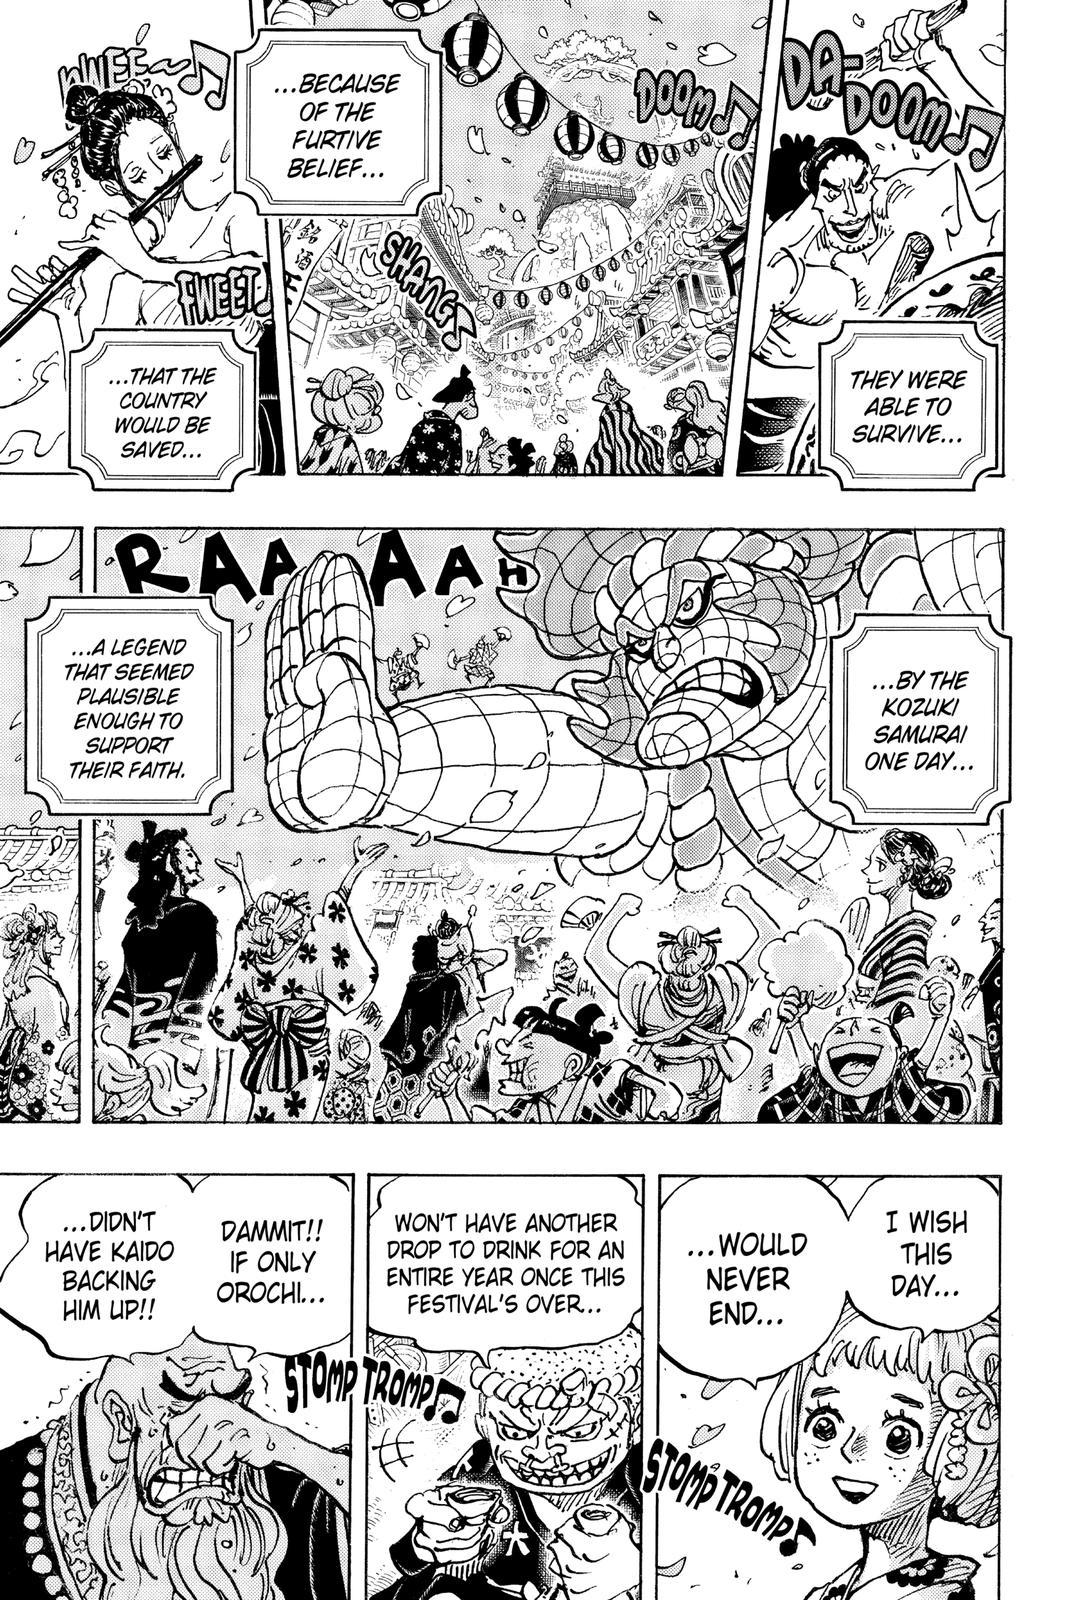 DA-
DOOM
THEY WERE
ABLE TO
SURVIVE...
DOOM
...BECAUSE
OF THE
FURTIVE
BELIEF...
SHANG
銘
酒
WEE~
FWEET
...THAT THE
COUNTRY
WOULD BE
SAVED...
RAAAAAH
...BY THE
KOZUKI
SAMURAI
ONE DAY...
...A LEGEND
THAT SEEMED
PLAUSIBLE
ENOUGH TO
SUPPORT
THEIR FAITH.
I WISH
THIS
DAY...
...WOULD
NEVER
END...
STOMP TROMP
WON'T HAVE ANOTHER
DROP TO DRINK FOR AN
ENTIRE YEAR ONCE THIS
FESTIVAL'S OVER...
STOMP TROMP
DAMMIT!!
IF ONLY
OROCHI...
...DIDN'T
HAVE KAIDO
BACKING
HIM UP!!